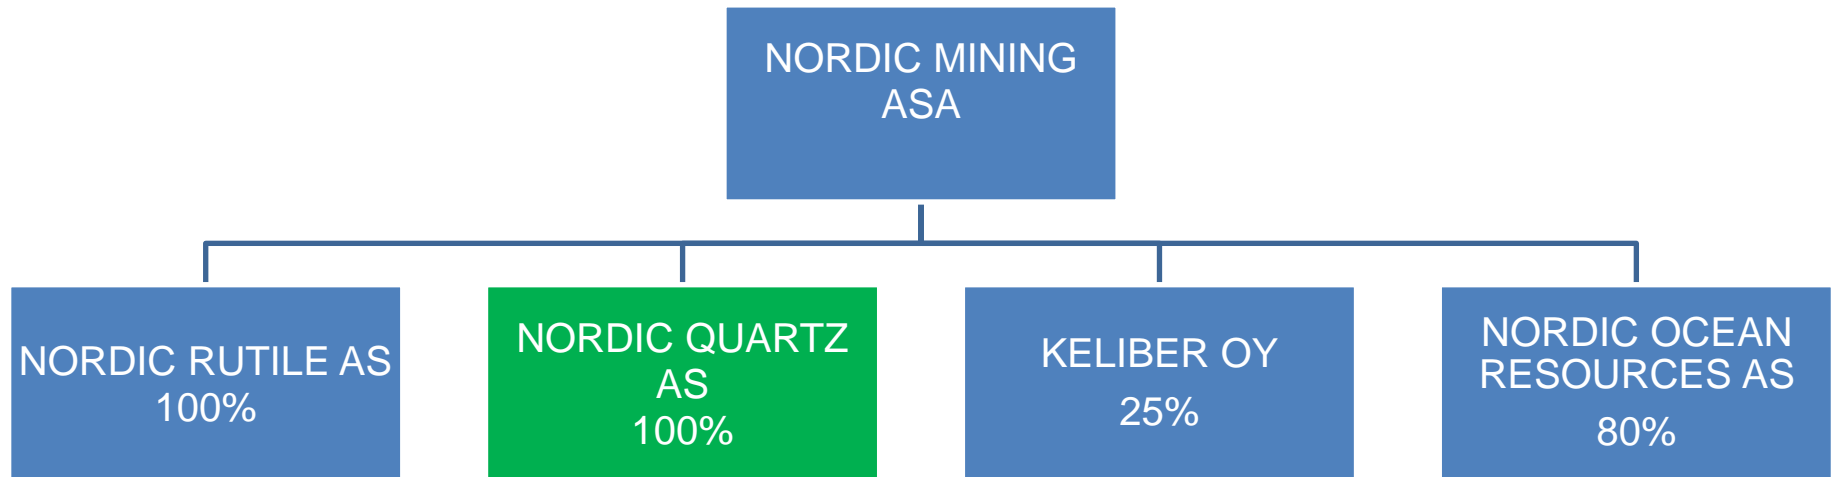 NORDIC MINING
ASA
NORDIC RUTILE AS
100%
NORDIC QUARTZ
AS
100%
KELIBER OY
25%
NORDIC OCEAN
RESOURCES AS
80%